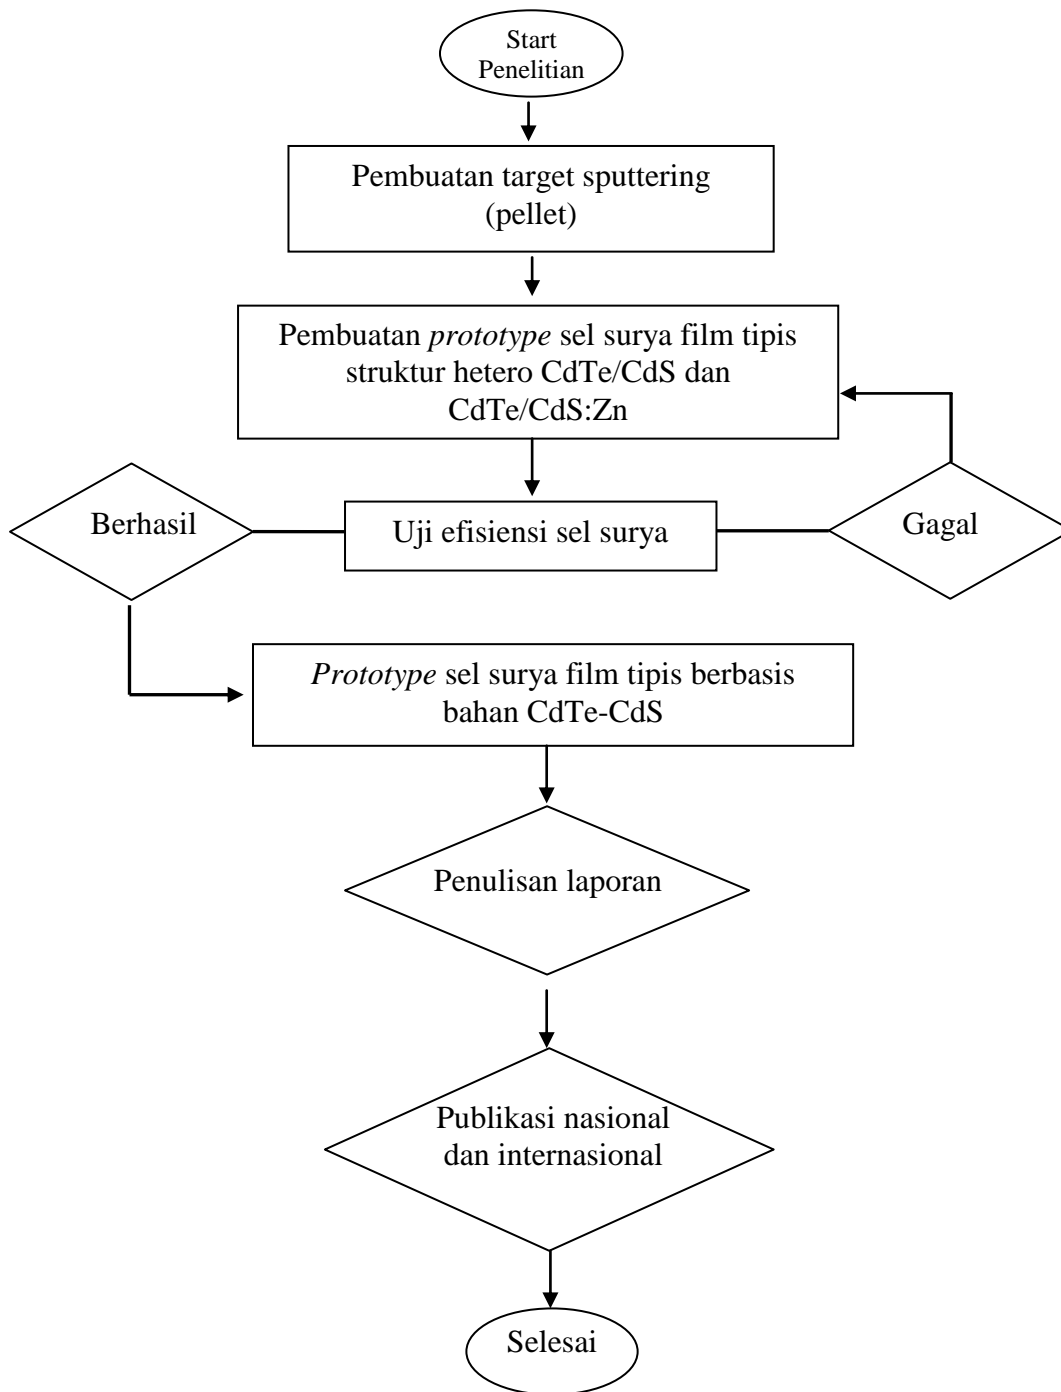 Start
Penelitian
Pembuatan target sputtering
(pellet)
Pembuatan prototype sel surya film tipis
struktur hetero CdTe/CdS dan
CdTe/CdS:Zn
Berhasil
Uji efisiensi sel surya
Gagal
Prototype sel surya film tipis berbasis
bahan CdTe-CdS
Penulisan laporan
Publikasi nasional
dan internasional
Selesai